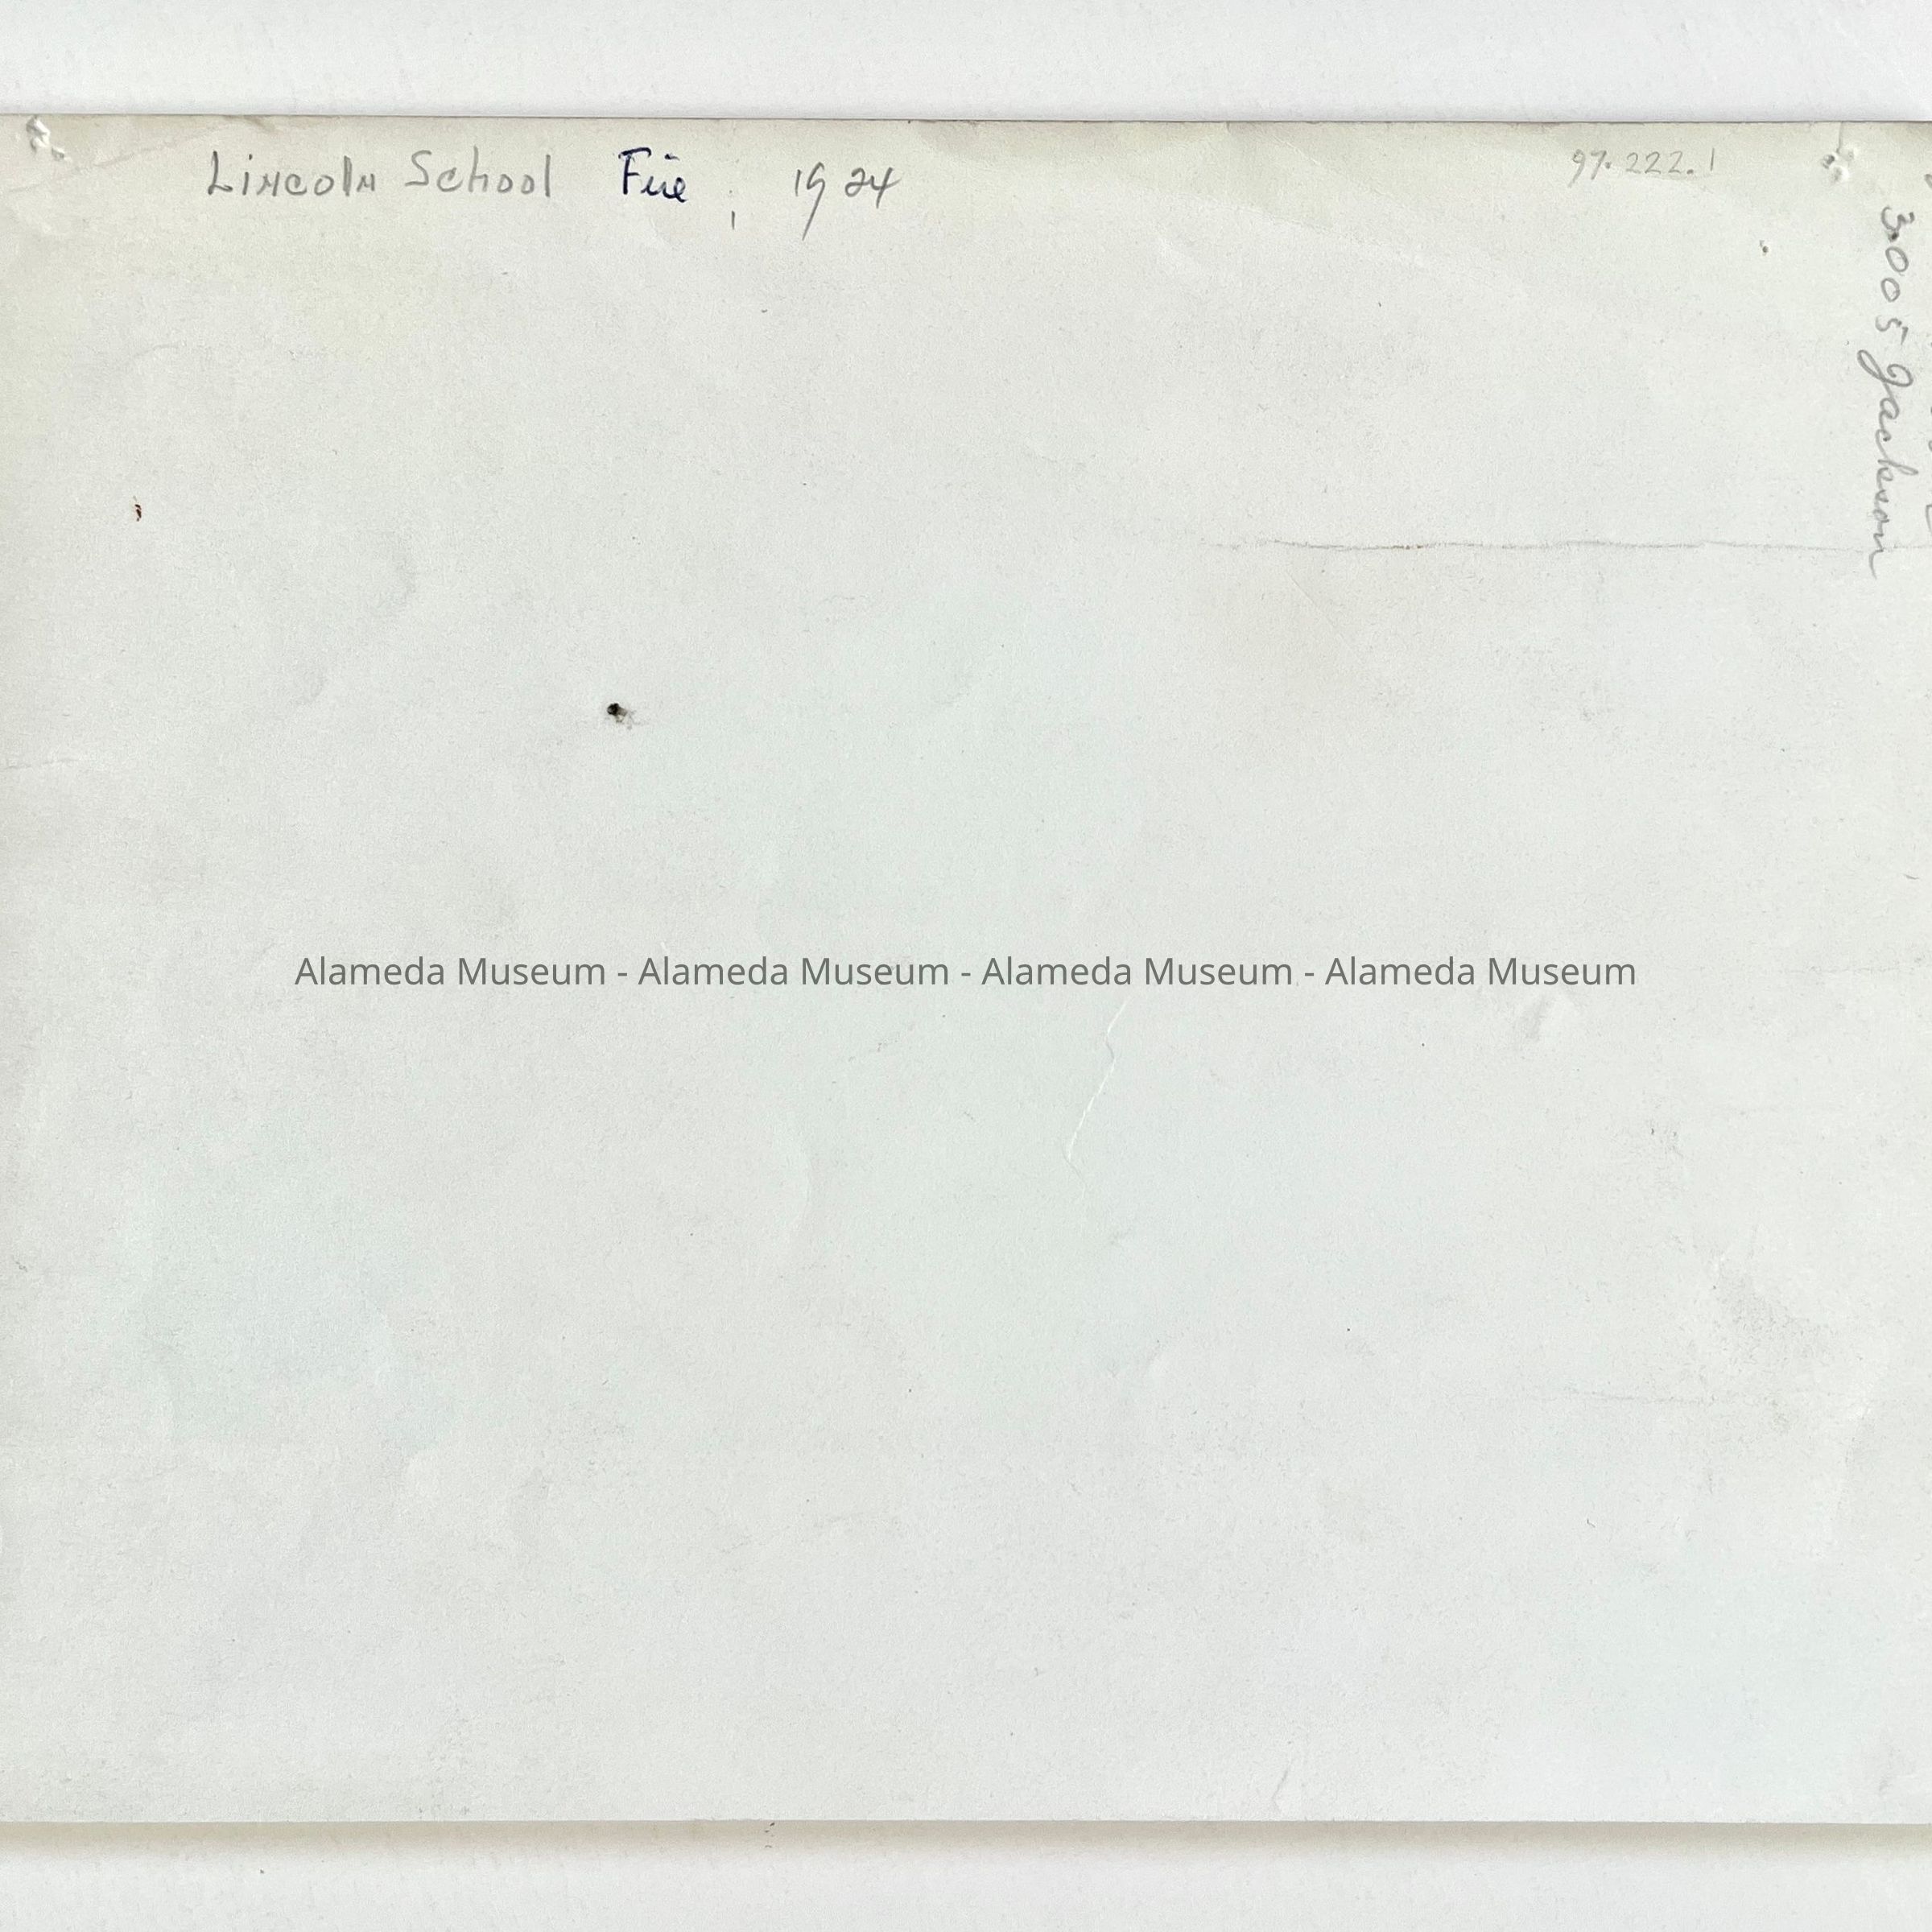 Lincoln School Fire, 1924
97.222.1
3005 Jackson
Alameda Museum - Alameda Museum - Alameda Museum - Alameda Museum